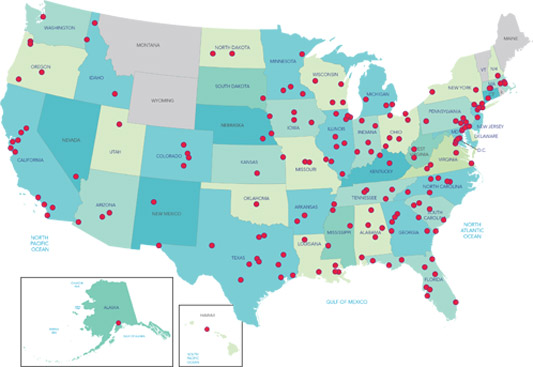 WASHINGTON
MONTANA
NORTH DAKOTA
MINNESOTA
MAINE
OREGON
IDAHO
WYOMING
SOUTH DAKOTA
WISCONSIN
MICHIGAN
NEW YORK
VT
N.H.
NEVADA
UTAH
COLORADO
NEBRASKA
IOWA
ILLINOIS
INDIANA
OHIO
PENNSYLVANIA
NEW JERSEY
DELAWARE
D.C.
CALIFORNIA
KANSAS
MISSOURI
KENTUCKY
WEST
VIRGINIA
VIRGINIA
ARIZONA
NEW MEXICO
OKLAHOMA
ARKANSAS
TENNESSEE
NORTH CAROLINA
SOUTH
CAROLINA
TEXAS
LOUISIANA
MISSISSIPPI
ALABAMA
GEORGIA
FLORIDA
NORTH
PACIFIC
OCEAN
NORTH
ATLANTIC
OCEAN
GULF OF MEXICO
ALASKA
HAWAII
SOUTH
PACIFIC
OCEAN